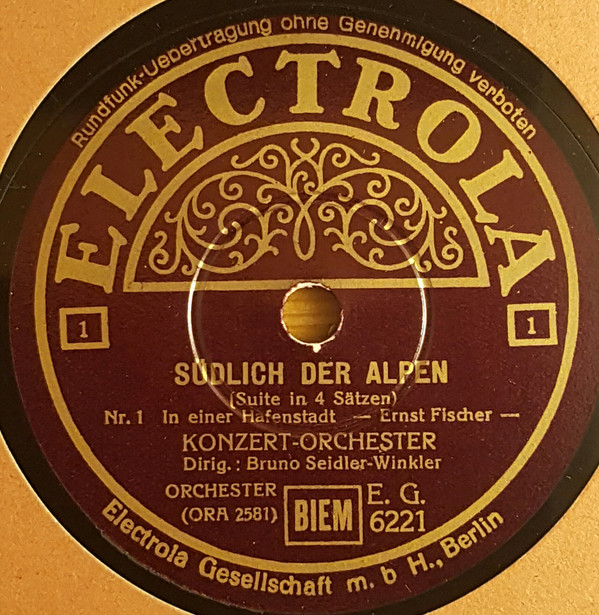 Rundfunk-Uebertragung ohne Genehmigung verboten
ELECTROLA
1
1
SÜDLICH DER ALPEN
(Suite in 4 Sätzen)
Nr. 1 In einer Hafenstadt — Ernst Fischer —
KONZERT-ORCHESTER
Dirig.: Bruno Seidler-Winkler
ORCHESTER
(ORA 2581)
BIEM
E. G.
6221
Electrola Gesellschaft m. b H., Berlin